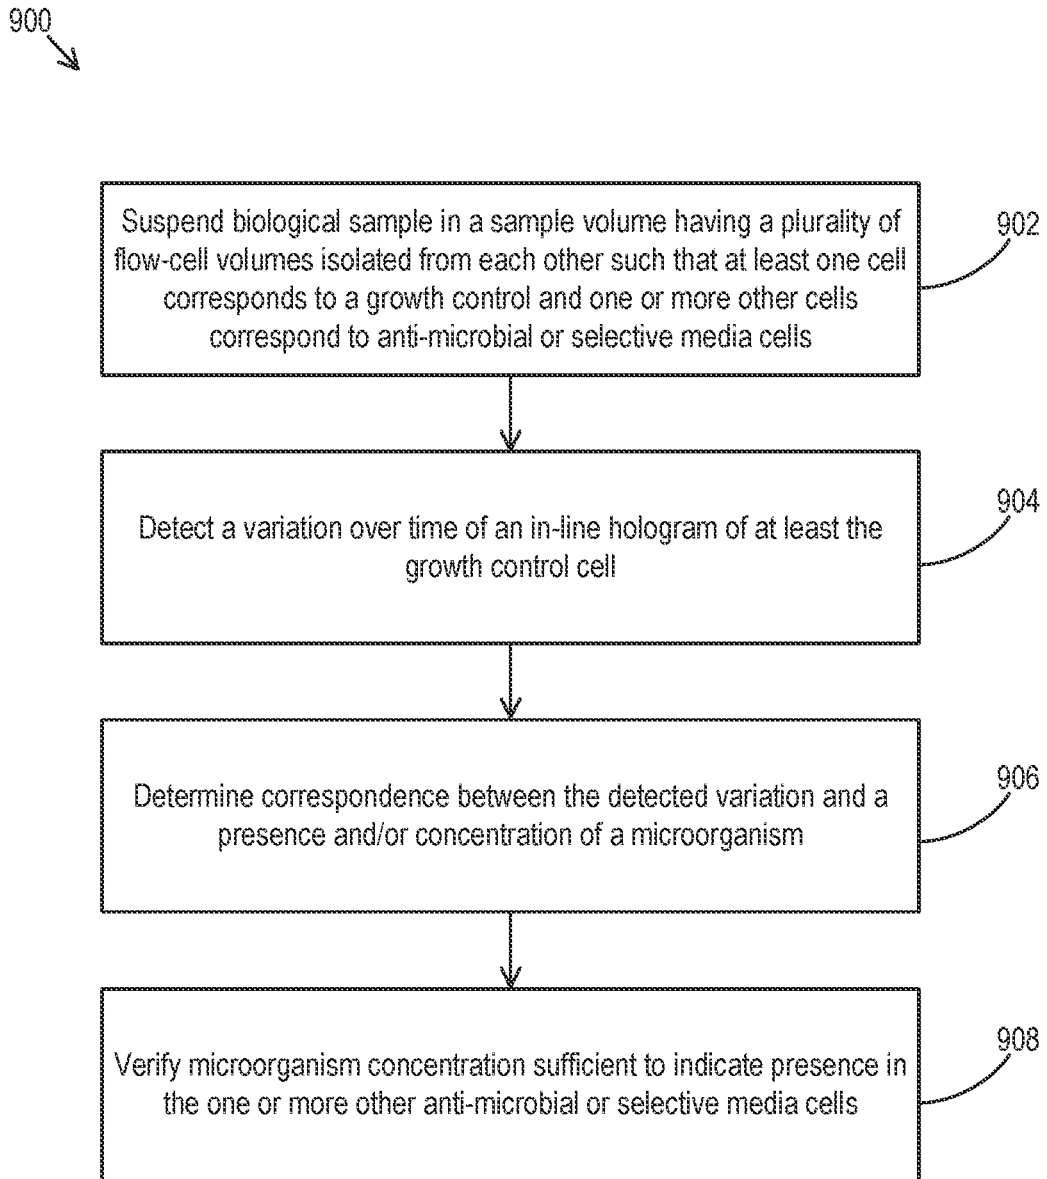 900
Suspend biological sample in a sample volume having a plurality of
flow-cell volumes isolated from each other such that at least one cell
corresponds to a growth control and one or more other cells
correspond to anti-microbial or selective media cells
902
Detect a variation over time of an in-line hologram of at least the
growth control cell
904
Determine correspondence between the detected variation and a
presence and/or concentration of a microorganism
906
Verify microorganism concentration sufficient to indicate presence in
the one or more other anti-microbial or selective media cells
908